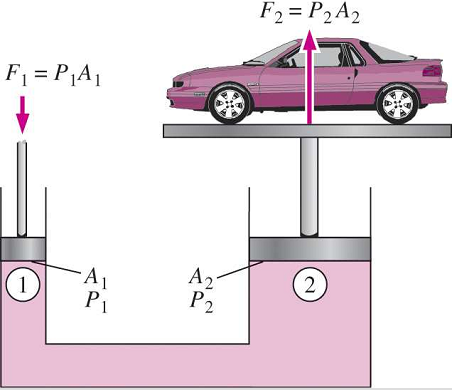 F₂ = P₂A₂
F₁ = P₁A₁
1
A₁
P₁
A₂
P₂
2